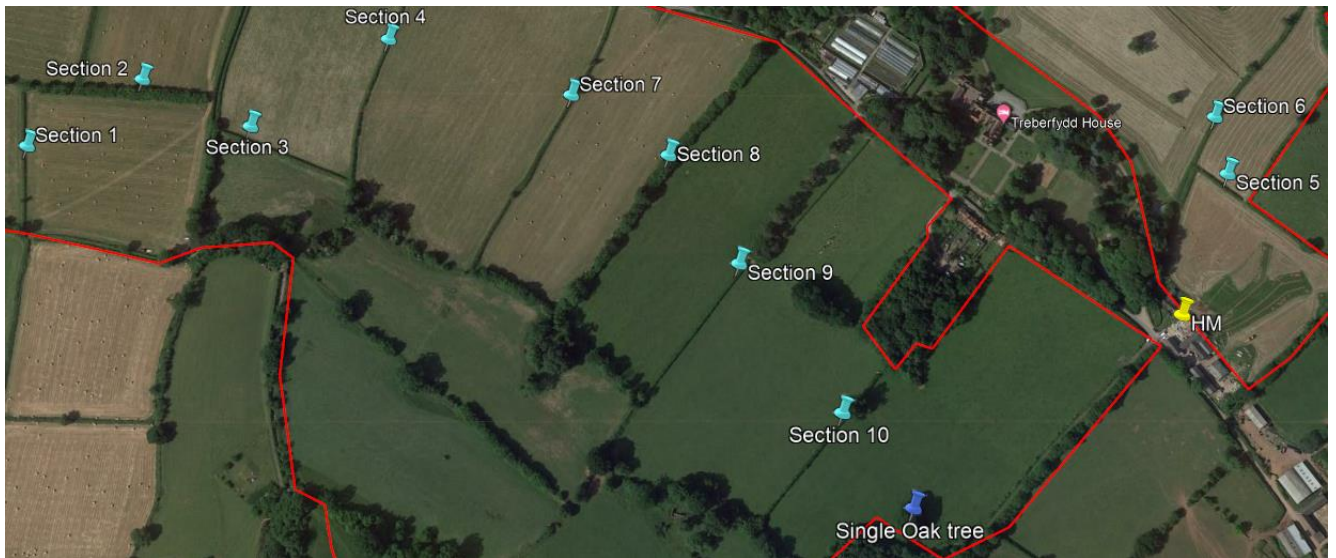 Section 4
Section 2
Section 7
Section 6
Section 1
Section 3
Treberfydd House
Section 8
Section 5
Section 9
HM
Section 10
Single Oak tree